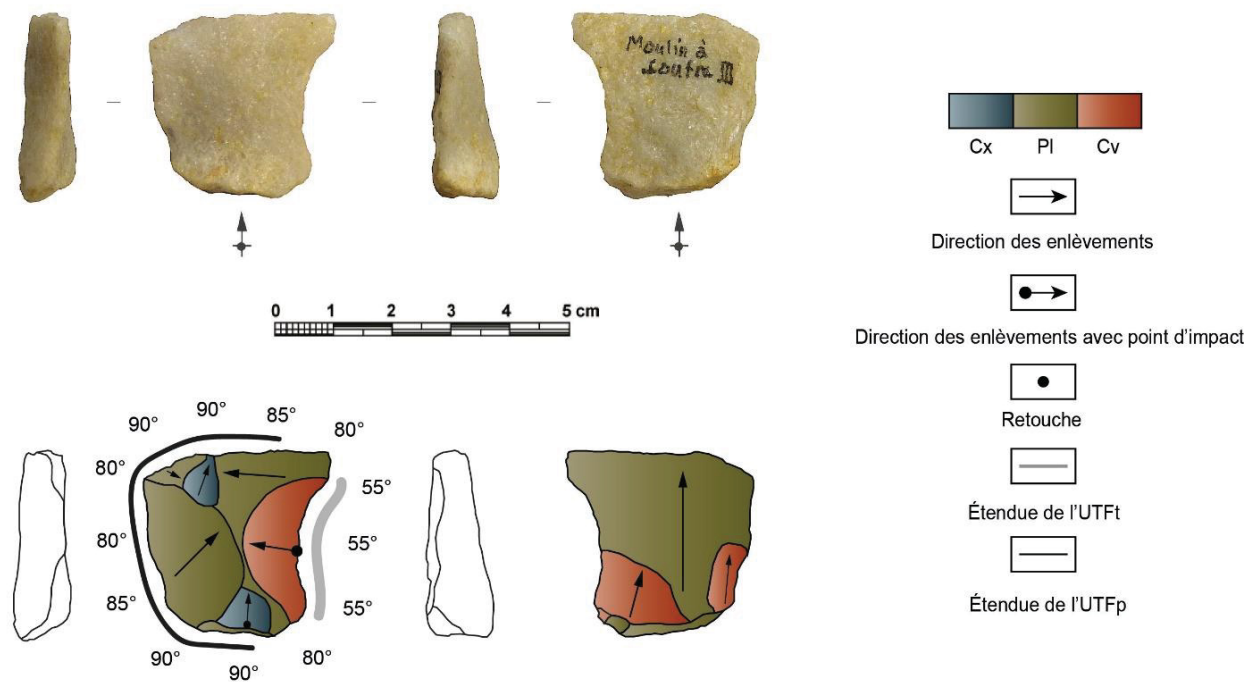 Moulin à
Soufre III
Cx Pl Cv
Direction des enlèvements
Direction des enlèvements avec point d'impact
Retouche
Étendue de l'UTFt
Étendue de l'UTFp
0 1 2 3 4 5 cm
90°
90°
85°
80°
80°
55°
80°
55°
85°
55°
90°
90°
80°